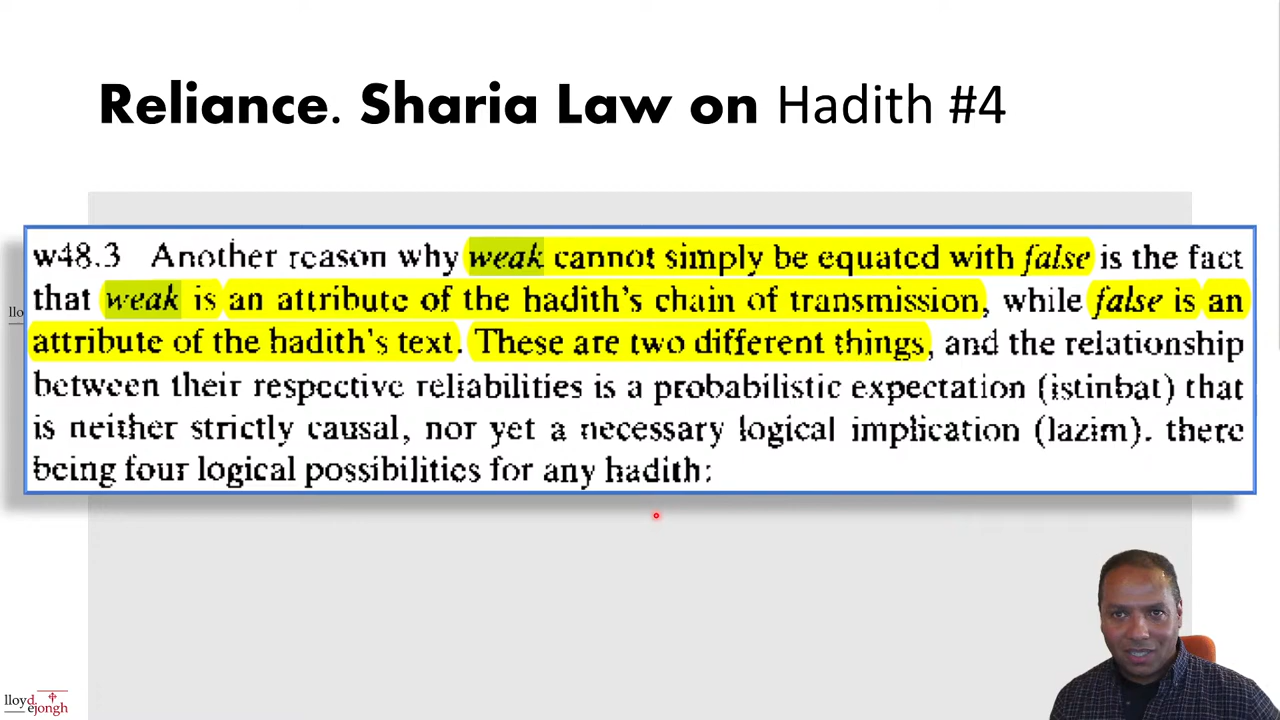 Reliance. Sharia Law on Hadith #4
w48.3 Another reason why weak cannot simply be equated with false is the fact
that weak is an attribute of the hadith's chain of transmission, while false is an
attribute of the hadith's text. These are two different things, and the relationship
between their respective reliabilities is a probabilistic expectation (istinbat) that
is neither strictly causal, nor yet a necessary logical implication (lazim). there
being four logical possibilities for any hadith:
llo
lloyd
ejongh